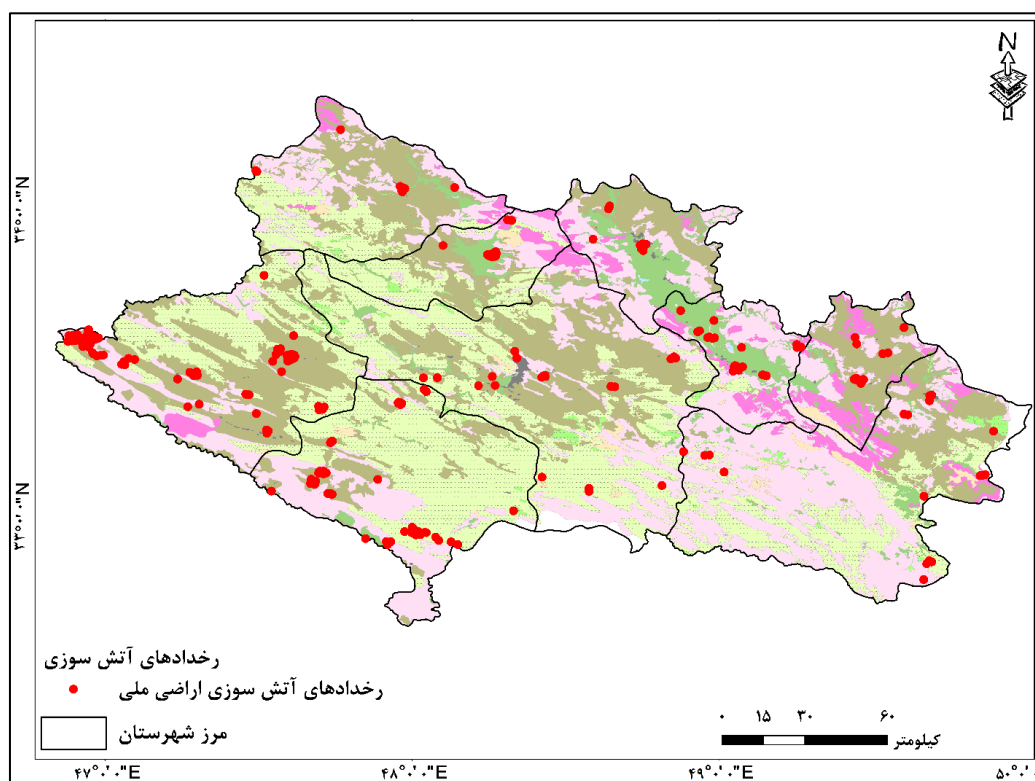 N
۳۴°۰'۰"N
۳۳°۰'۰"N
رخدادهای آتش سوزی
رخدادهای آتش سوزی اراضی ملی
مرز شهرستان
۰ ۱۵ ۳۰ ۶۰
کیلومتر
۴۷°۰'۰"E ۴۸°۰'۰"E ۴۹°۰'۰"E ۵۰°۰'۰